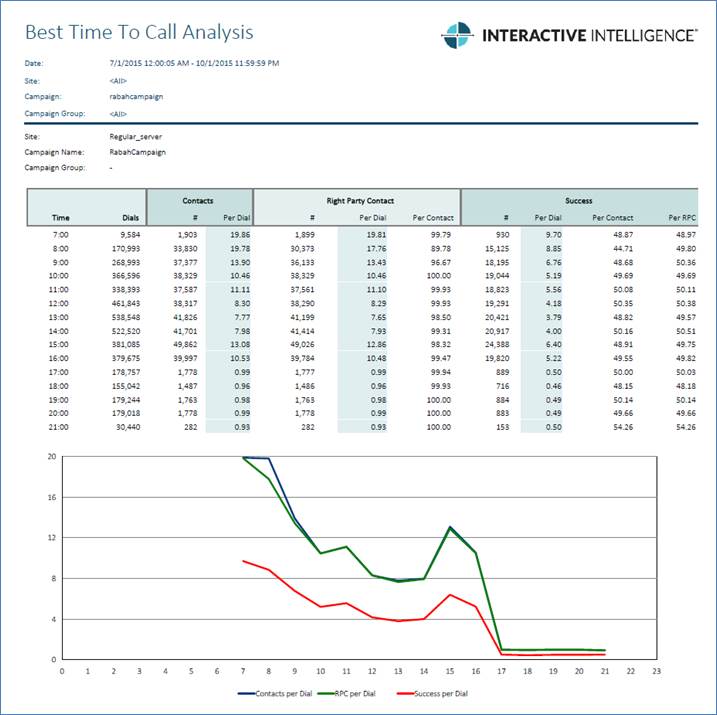 Best Time To Call Analysis
INTERACTIVE INTELLIGENCE®
Date: 7/1/2015 12:00:05 AM - 10/1/2015 11:59:59 PM
Site: <All>
Campaign: rabahcampaign
Campaign Group: <All>
Site: Regular_server
Campaign Name: RabahCampaign
Campaign Group: -
Contacts Right Party Contact Success
Time Dials # Per Dial # Per Dial Per Contact # Per Dial Per Contact Per RPC
7:00 9,584 1,903 19.86 1,899 19.81 99.79 930 9.70 48.87 48.97
8:00 170,993 33,830 19.78 30,373 17.76 89.78 15,125 8.85 44.71 49.80
9:00 268,993 37,377 13.90 36,133 13.43 96.67 18,195 6.76 48.68 50.36
10:00 366,596 38,329 10.46 38,329 10.46 100.00 19,044 5.19 49.69 49.69
11:00 338,393 37,587 11.11 37,561 11.10 99.93 18,823 5.56 50.08 50.11
12:00 461,843 38,317 8.30 38,290 8.29 99.93 19,291 4.18 50.35 50.38
13:00 538,548 41,826 7.77 41,199 7.65 98.50 20,421 3.79 48.82 49.57
14:00 522,520 41,701 7.98 41,414 7.93 99.31 20,917 4.00 50.16 50.51
15:00 381,085 49,862 13.08 49,026 12.86 98.32 24,388 6.40 48.91 49.75
16:00 379,675 39,997 10.53 39,784 10.48 99.47 19,820 5.22 49.55 49.82
17:00 178,757 1,778 0.99 1,777 0.99 99.94 889 0.50 50.00 50.03
18:00 155,042 1,487 0.96 1,486 0.96 99.93 716 0.46 48.15 48.18
19:00 179,244 1,763 0.98 1,763 0.98 100.00 884 0.49 50.14 50.14
20:00 179,018 1,778 0.99 1,778 0.99 100.00 883 0.49 49.66 49.66
21:00 30,440 282 0.93 282 0.93 100.00 153 0.50 54.26 54.26
20
16
12
8
4
0
0 1 2 3 4 5 6 7 8 9 10 11 12 13 14 15 16 17 18 19 20 21 22 23
Contacts per Dial RPC per Dial Success per Dial